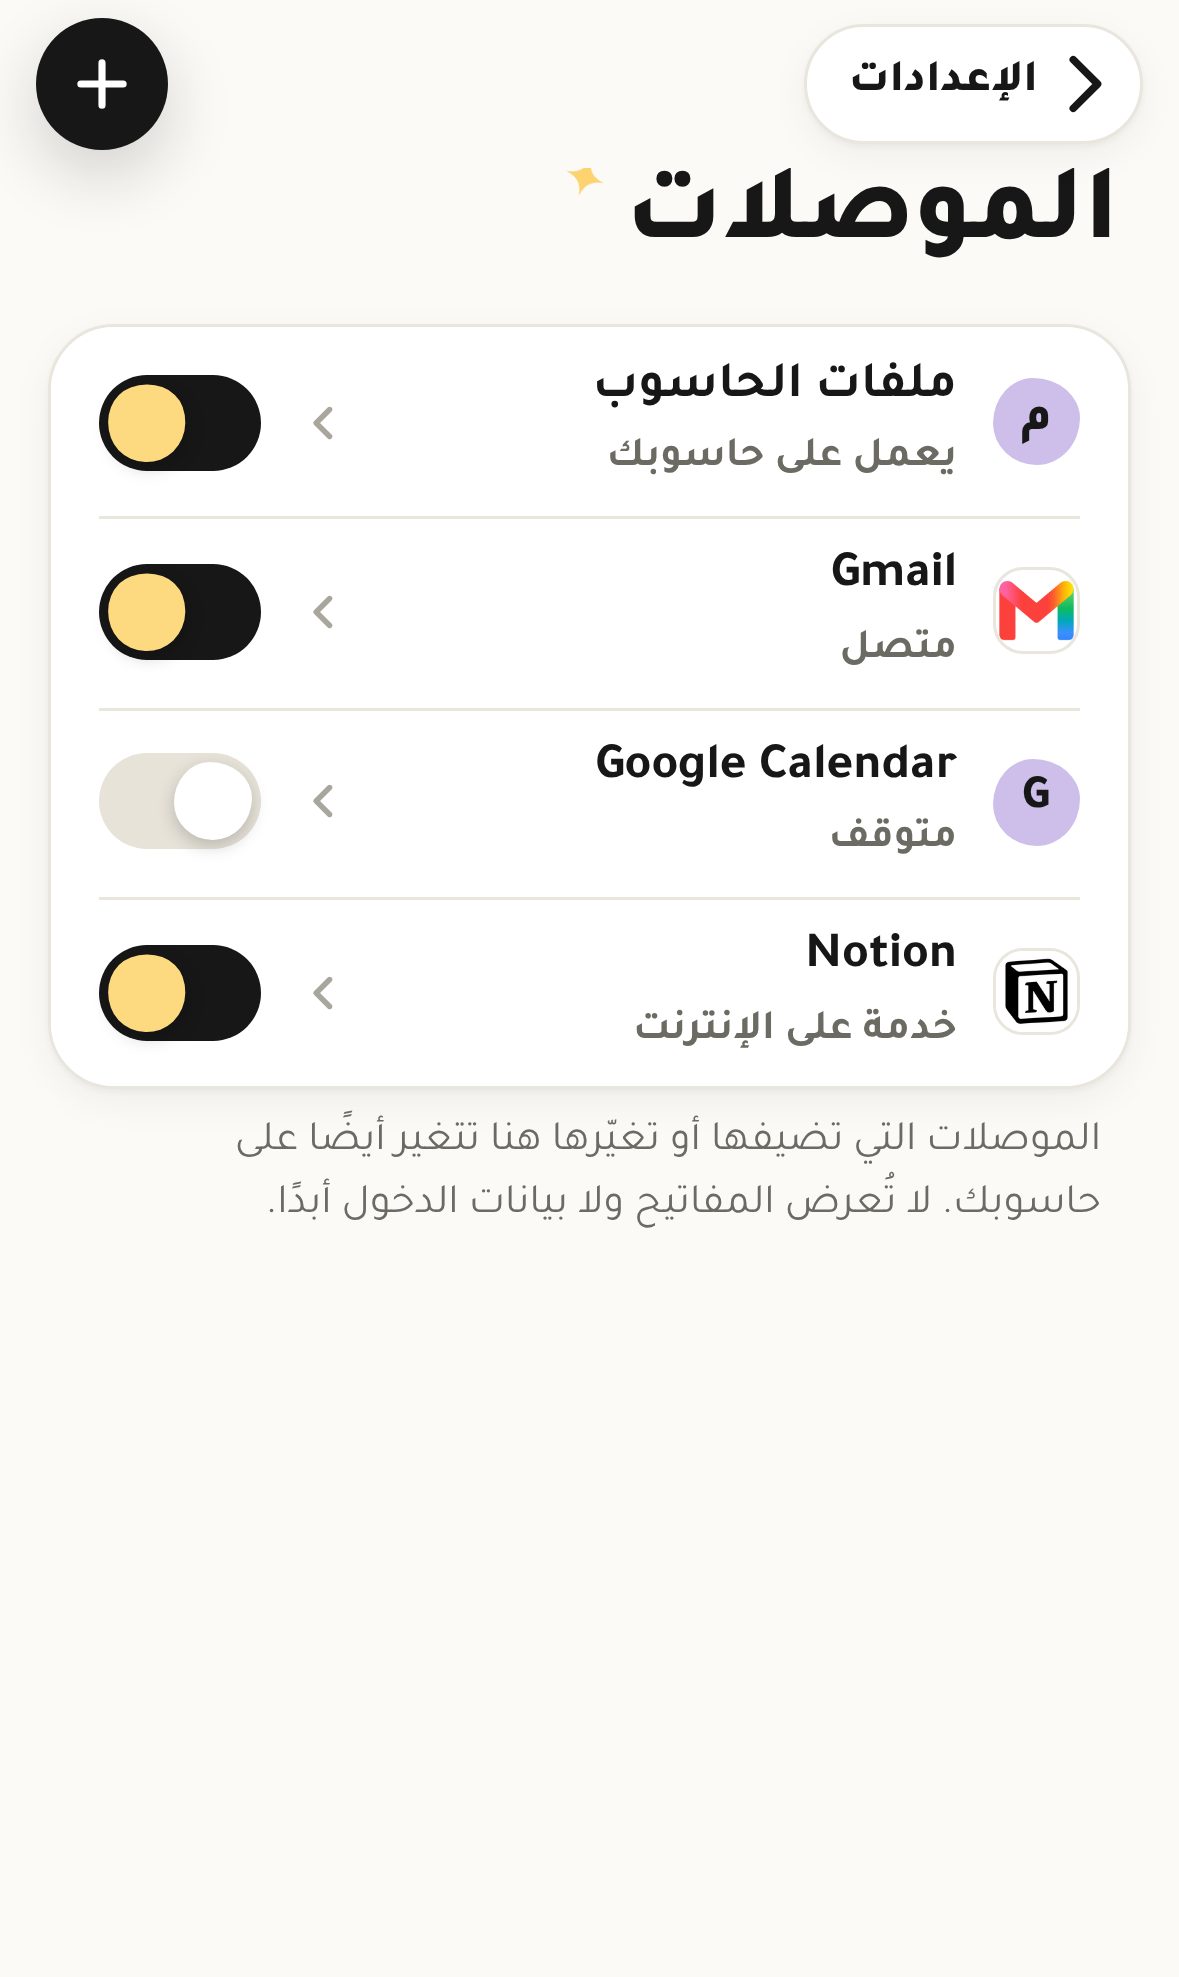 الإعدادات
الموصلات
م
ملفات الحاسوب
يعمل على حاسوبك
Gmail
متصل
G
Google Calendar
متوقف
N
Notion
خدمة على الإنترنت
الموصلات التي تضيفها أو تغيّرها هنا تتغير أيضًا على
حاسوبك. لا تُعرض المفاتيح ولا بيانات الدخول أبدًا.